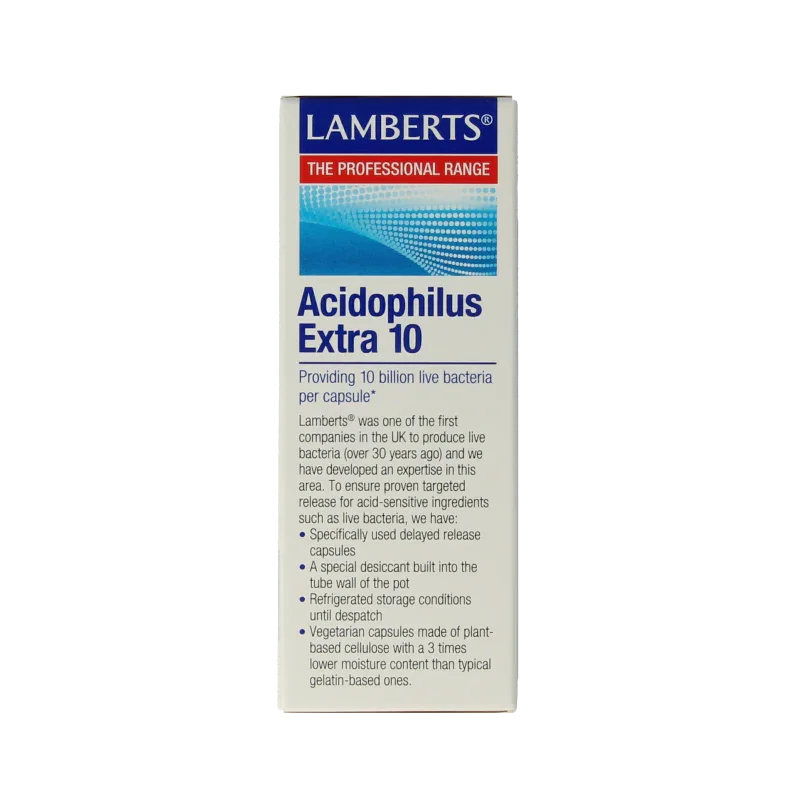 LAMBERTS®
THE PROFESSIONAL RANGE
Acidophilus
Extra 10
Providing 10 billion live bacteria
per capsule*
Lamberts® was one of the first
companies in the UK to produce live
bacteria (over 30 years ago) and we
have developed an expertise in this
area. To ensure proven targeted
release for acid-sensitive ingredients
such as live bacteria, we have:
• Specifically used delayed release
capsules
• A special desiccant built into the
tube wall of the pot
• Refrigerated storage conditions
until despatch
• Vegetarian capsules made of plant-
based cellulose with a 3 times
lower moisture content than typical
gelatin-based ones.